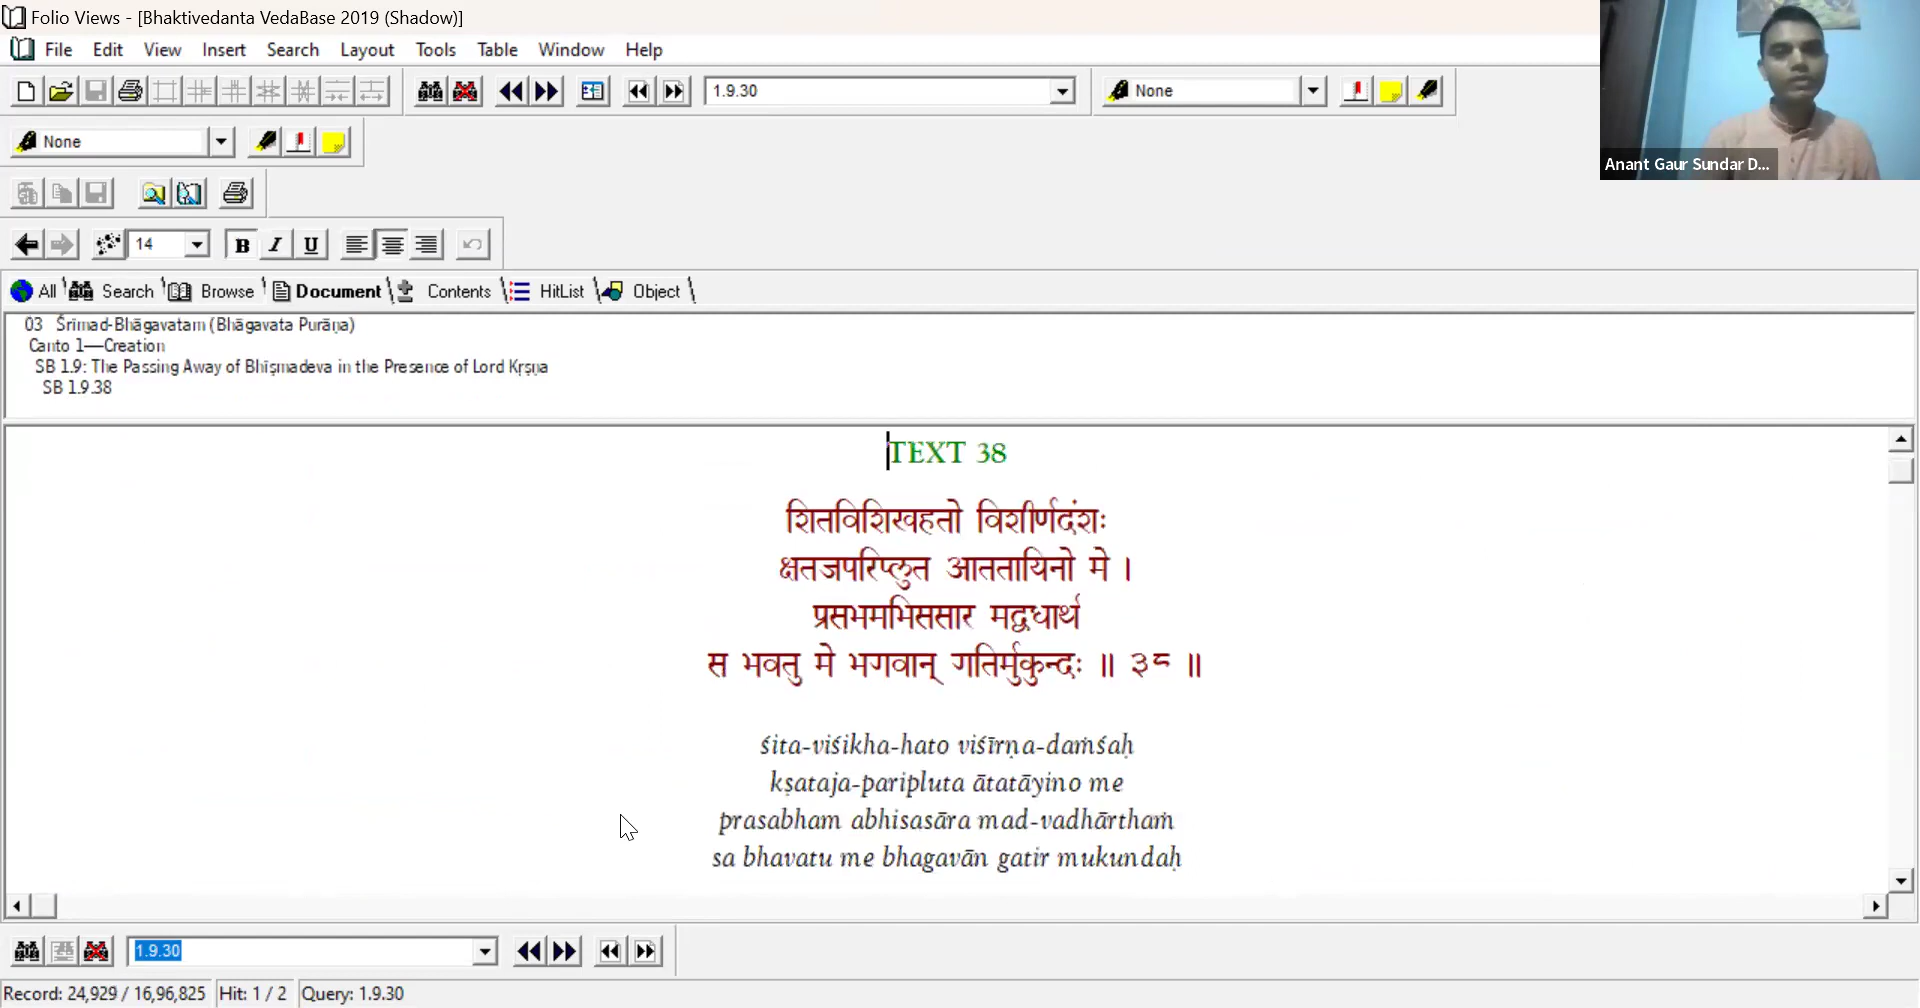 Folio Views - [Bhaktivedanta VedaBase 2019 (Shadow)]
File Edit View Insert Search Layout Tools Table Window Help
1.9.30 None
None
Anant Gaur Sundar D...
14 B I U
All Search Browse Document Contents HitList Object
03 Śrīmad-Bhāgavatam (Bhāgavata Purāṇa)
Canto 1—Creation
SB 1.9: The Passing Away of Bhīṣmadeva in the Presence of Lord Kṛṣṇa
SB 1.9.38
TEXT 38
शितविशिखहतो विशीर्णदंशः
क्षतजपरिप्लुत आततायिनो मे ।
प्रसभमभिससार मद्वधार्थं
स भवतु मे भगवान् गतिर्मुकुन्दः ॥ ३८ ॥
śita-viśikha-hato viśīrṇa-daṁśaḥ
kṣataja-paripluta ātatāyino me
prasabham abhisasāra mad-vadhārthaṁ
sa bhavatu me bhagavān gatir mukundaḥ
1.9.30
Record: 24,929 / 16,96,825 Hit: 1 / 2 Query: 1.9.30